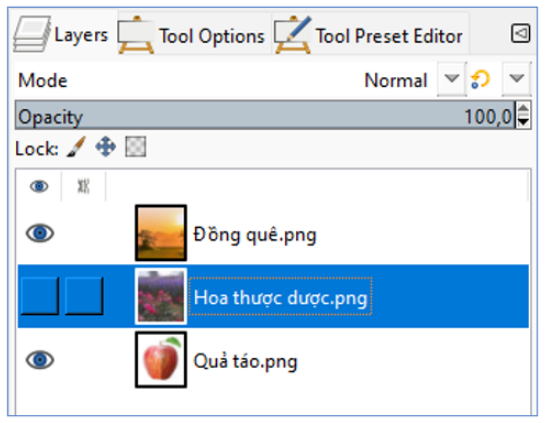 Layers Tool Options Tool Preset Editor
Mode Normal
Opacity 100,0
Lock:
Đồng quê.png
Hoa thược dược.png
Quả táo.png